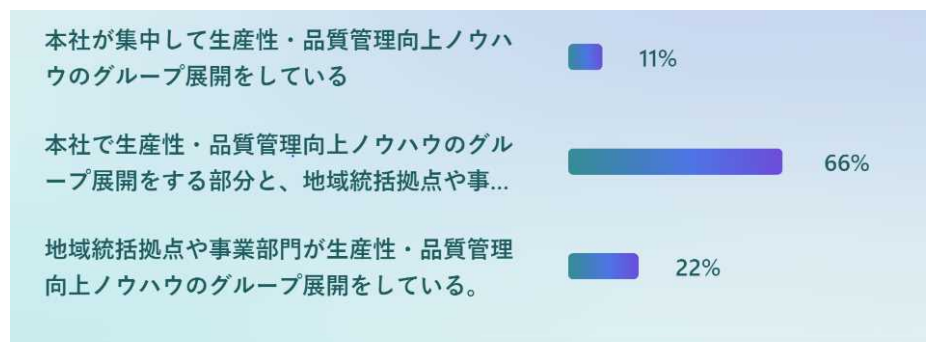 本社が集中して生産性・品質管理向上ノウハ
ウのグループ展開をしている
11%
本社で生産性・品質管理向上ノウハウのグル
ープ展開をする部分と、地域統括拠点や事...
66%
地域統括拠点や事業部門が生産性・品質管理
向上ノウハウのグループ展開をしている。
22%